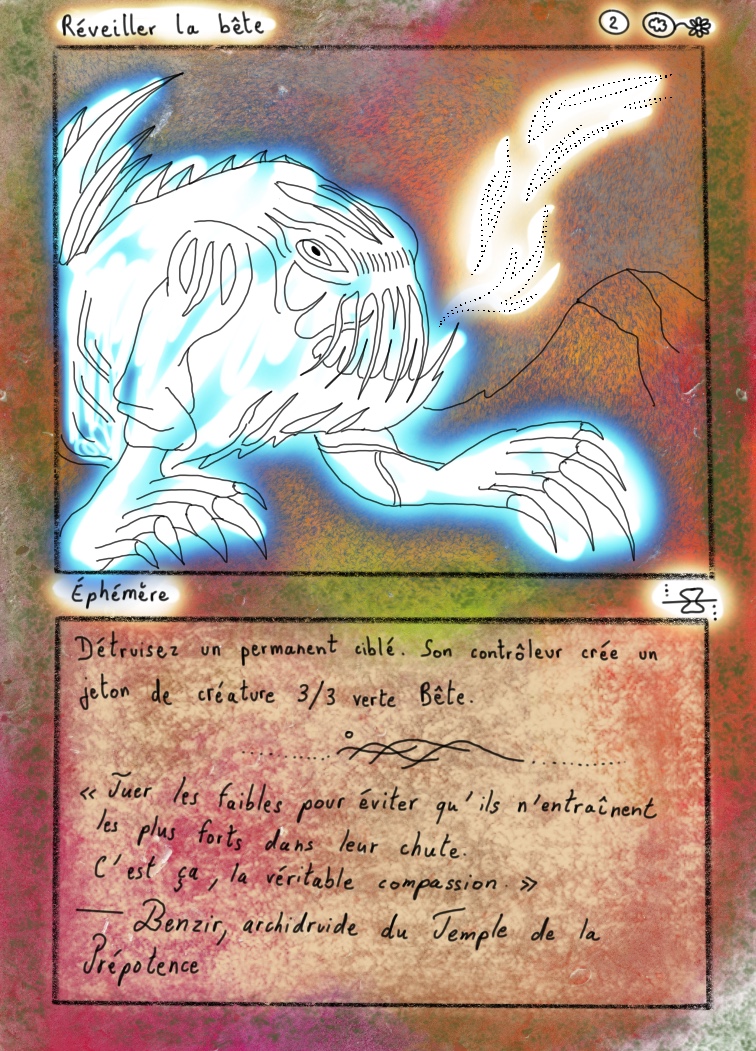 Réveiller la bête
2
Éphémère
Détruisez un permanent ciblé. Son contrôleur crée un
jeton de créature 3/3 verte Bête.
« Tuer les faibles pour éviter qu'ils n'entraînent
les plus forts dans leur chute.
C'est ça, la véritable compassion. »
— Benzir, archidruide du Temple de la
Prépotence